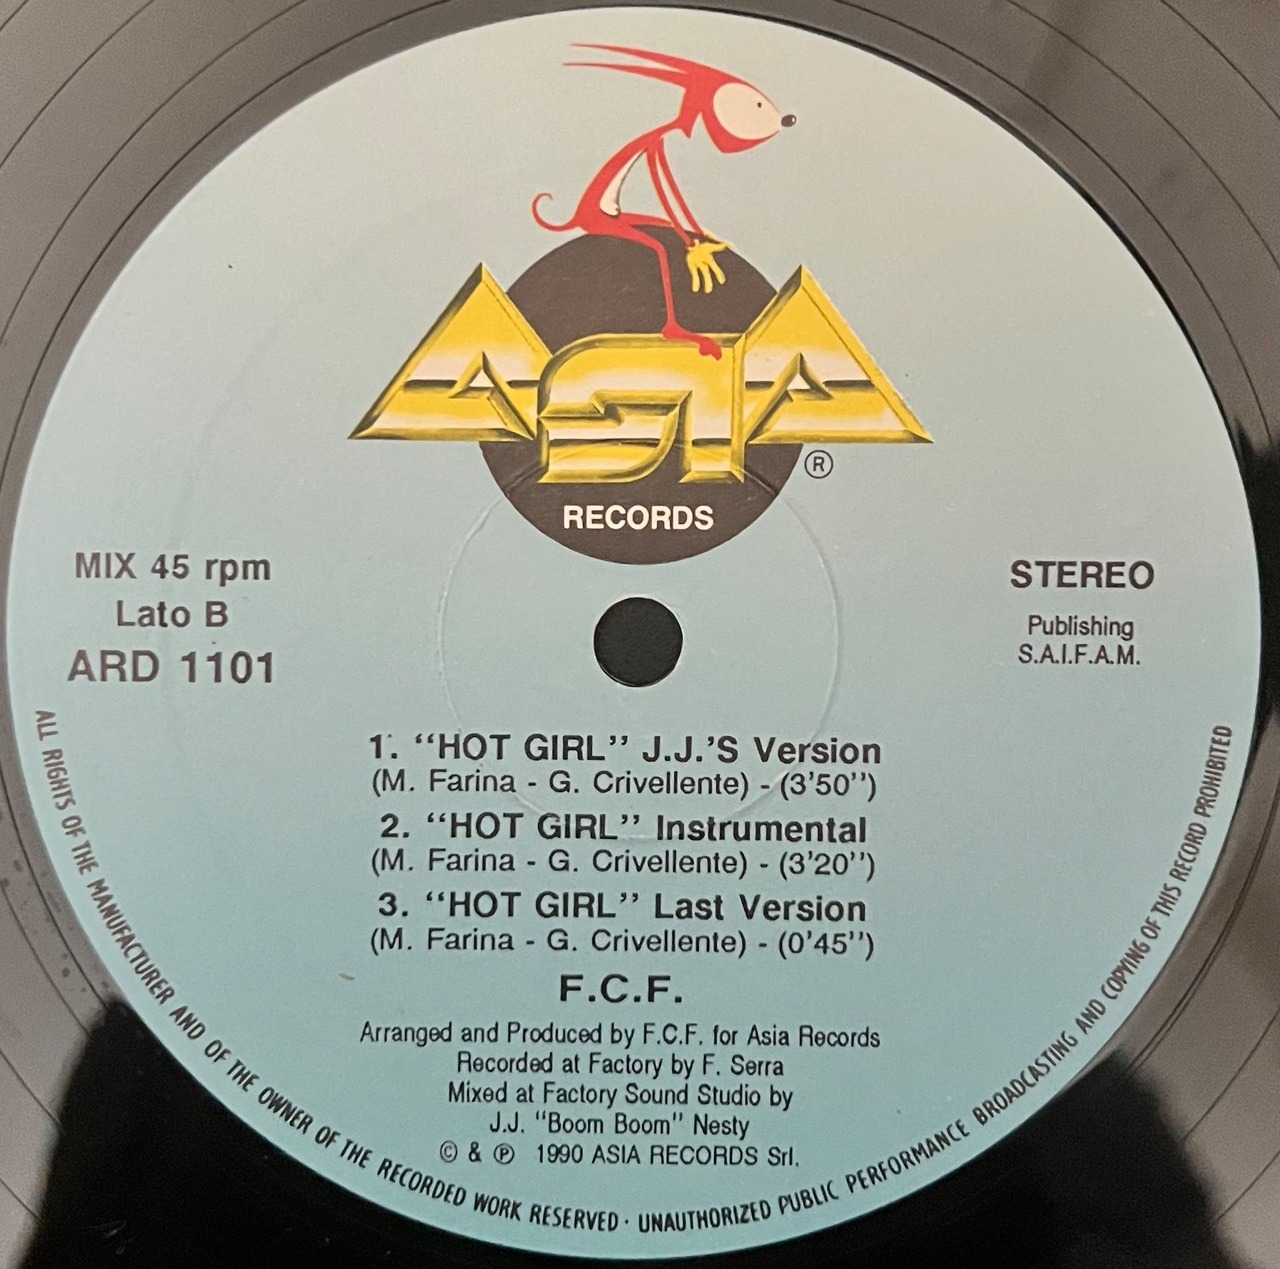 ASIA
®
RECORDS
MIX 45 rpm
Lato B
ARD 1101
STEREO
Publishing
S.A.I.F.A.M.
1. “HOT GIRL” J.J.’S Version
(M. Farina - G. Crivellente) - (3’50’’)
2. “HOT GIRL” Instrumental
(M. Farina - G. Crivellente) - (3’20’’)
3. “HOT GIRL” Last Version
(M. Farina - G. Crivellente) - (0’45’’)
F.C.F.
Arranged and Produced by F.C.F. for Asia Records
Recorded at Factory by F. Serra
Mixed at Factory Sound Studio by
J.J. “Boom Boom” Nesty
© & ℗ 1990 ASIA RECORDS Srl.
ALL RIGHTS OF THE MANUFACTURER AND OF THE OWNER OF THE RECORDED WORK RESERVED · UNAUTHORIZED PUBLIC PERFORMANCE BROADCASTING AND COPYING OF THIS RECORD PROHIBITED